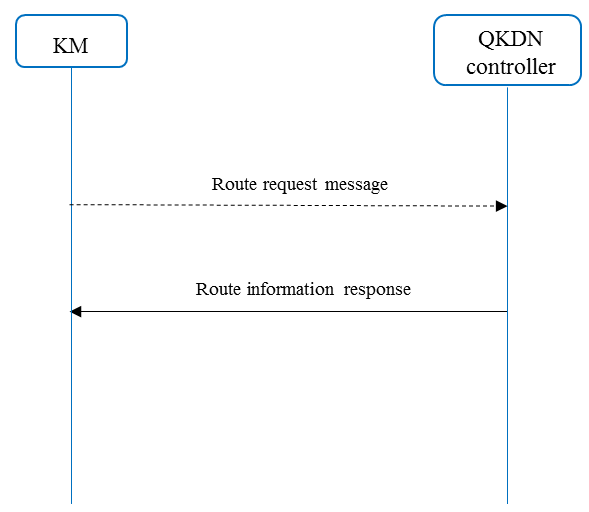 KM
QKDN
controller
Route request message
Route information response